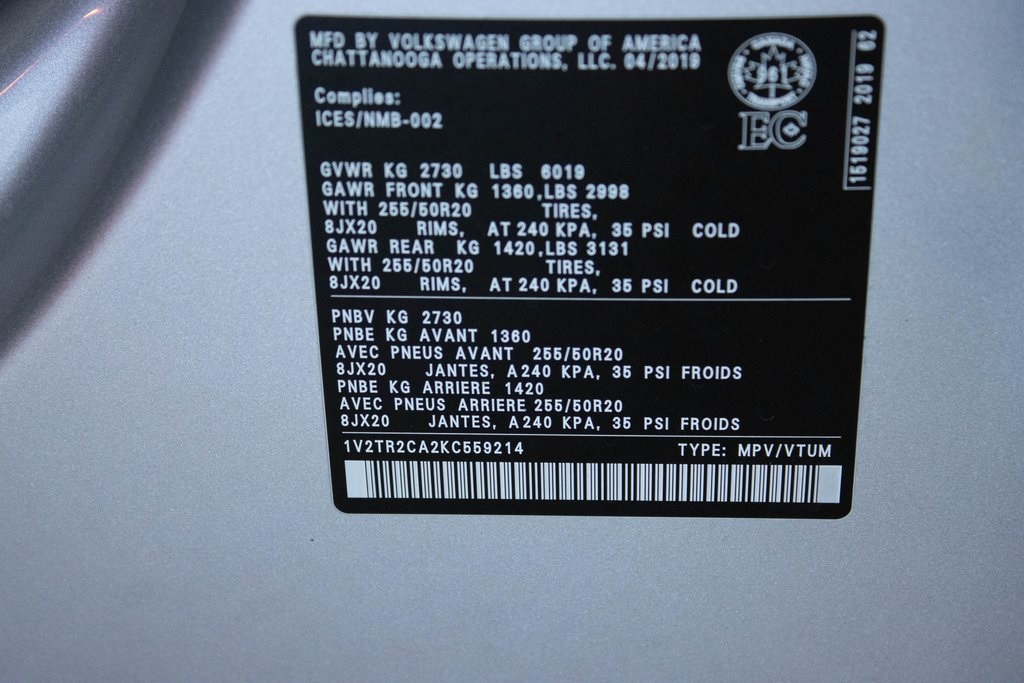 MFD BY VOLKSWAGEN GROUP OF AMERICA
CHATTANOOGA OPERATIONS, LLC. 04/2019
Complies:
ICES/NMB-002
CANADA
EC
1519027 2019 62
GVWR KG 2730 LBS 6019
GAWR FRONT KG 1360,LBS 2998
WITH 255/50R20 TIRES,
8JX20 RIMS, AT 240 KPA, 35 PSI COLD
GAWR REAR KG 1420,LBS 3131
WITH 255/50R20 TIRES,
8JX20 RIMS, AT 240 KPA, 35 PSI COLD
PNBV KG 2730
PNBE KG AVANT 1360
AVEC PNEUS AVANT 255/50R20
8JX20 JANTES, A 240 KPA, 35 PSI FROIDS
PNBE KG ARRIERE 1420
AVEC PNEUS ARRIERE 255/50R20
8JX20 JANTES, A 240 KPA, 35 PSI FROIDS
1V2TR2CA2KC559214 TYPE: MPV/VTUM